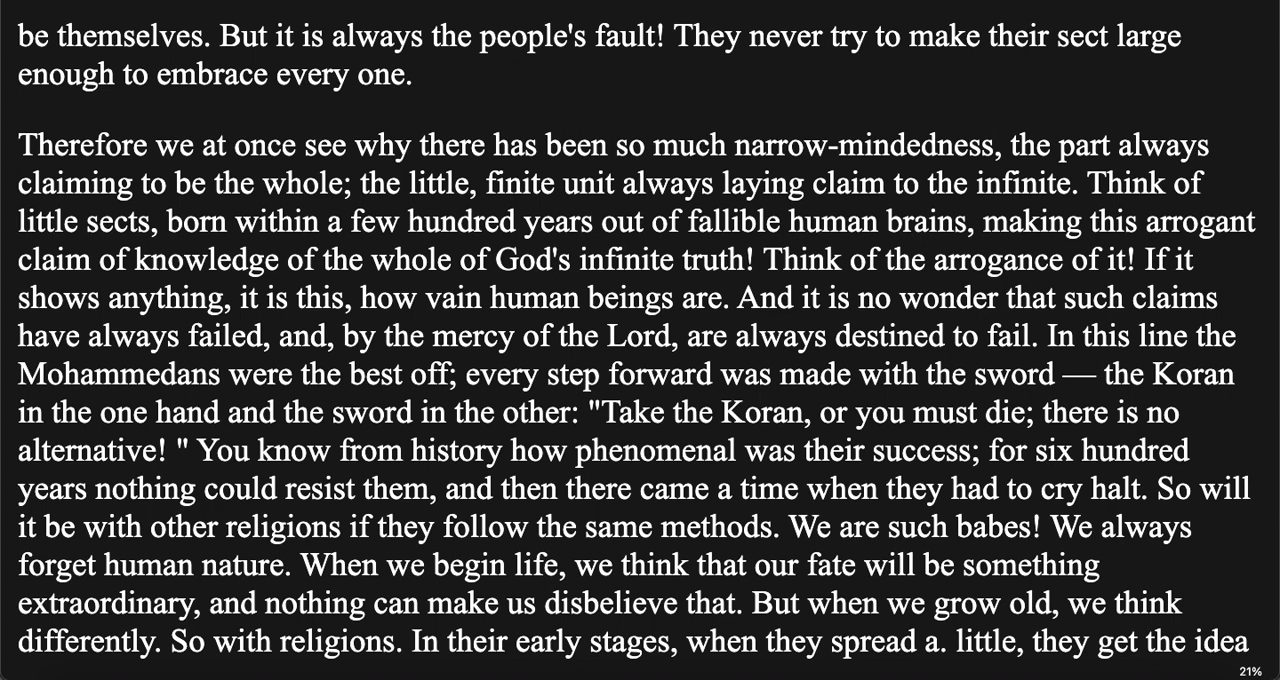 be themselves. But it is always the people's fault! They never try to make their sect large
enough to embrace every one.
Therefore we at once see why there has been so much narrow-mindedness, the part always
claiming to be the whole; the little, finite unit always laying claim to the infinite. Think of
little sects, born within a few hundred years out of fallible human brains, making this arrogant
claim of knowledge of the whole of God's infinite truth! Think of the arrogance of it! If it
shows anything, it is this, how vain human beings are. And it is no wonder that such claims
have always failed, and, by the mercy of the Lord, are always destined to fail. In this line the
Mohammedans were the best off; every step forward was made with the sword — the Koran
in the one hand and the sword in the other: "Take the Koran, or you must die; there is no
alternative! " You know from history how phenomenal was their success; for six hundred
years nothing could resist them, and then there came a time when they had to cry halt. So will
it be with other religions if they follow the same methods. We are such babes! We always
forget human nature. When we begin life, we think that our fate will be something
extraordinary, and nothing can make us disbelieve that. But when we grow old, we think
differently. So with religions. In their early stages, when they spread a. little, they get the idea
21%